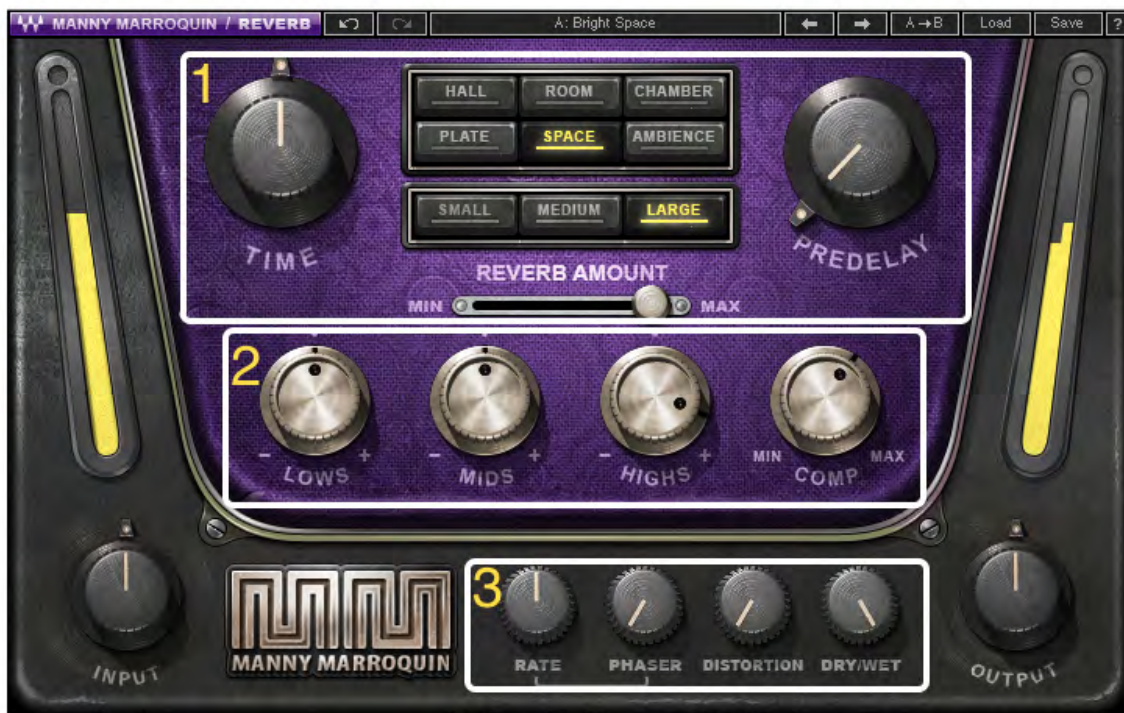 MANNY MARROQUIN / REVERB A: Bright Space A→B Load Save ?
1
HALL ROOM CHAMBER
PLATE SPACE AMBIENCE
SMALL MEDIUM LARGE
TIME
PREDELAY
REVERB AMOUNT
MIN MAX
2
- + - + - + MIN MAX
LOWS MIDS HIGHS COMP
3
RATE PHASER DISTORTION DRY/WET
INPUT
MANNY MARROQUIN
OUTPUT